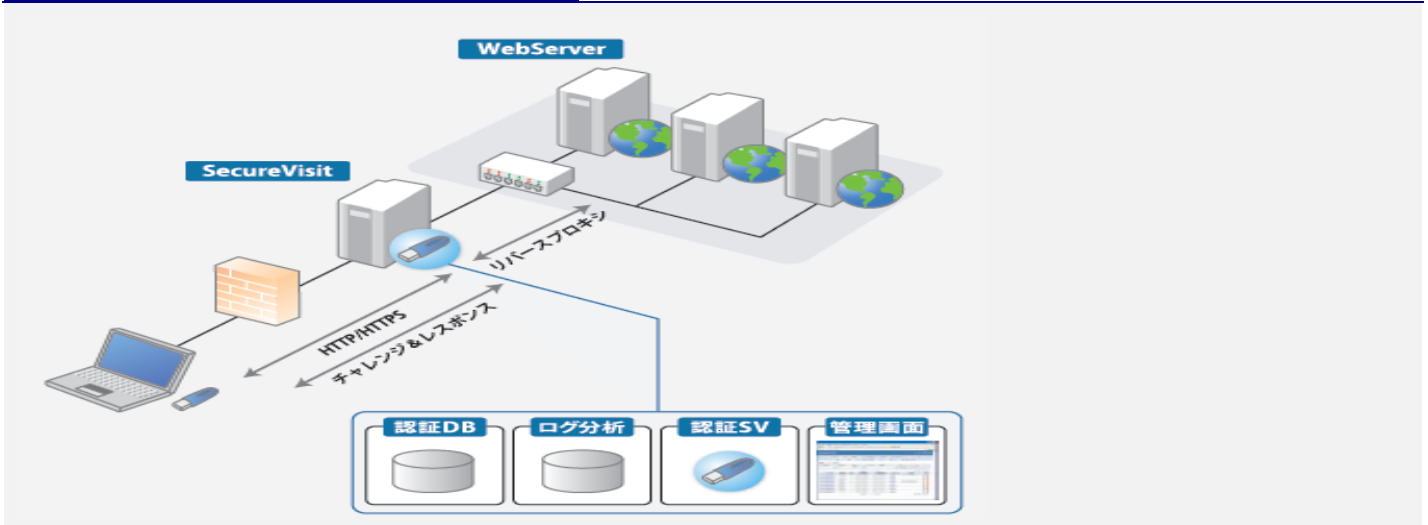 WebServer
SecureVisit
リバースプロキシ
HTTP/HTTPS
チャレンジ&レスポンス
認証DB
ログ分析
認証SV
管理画面